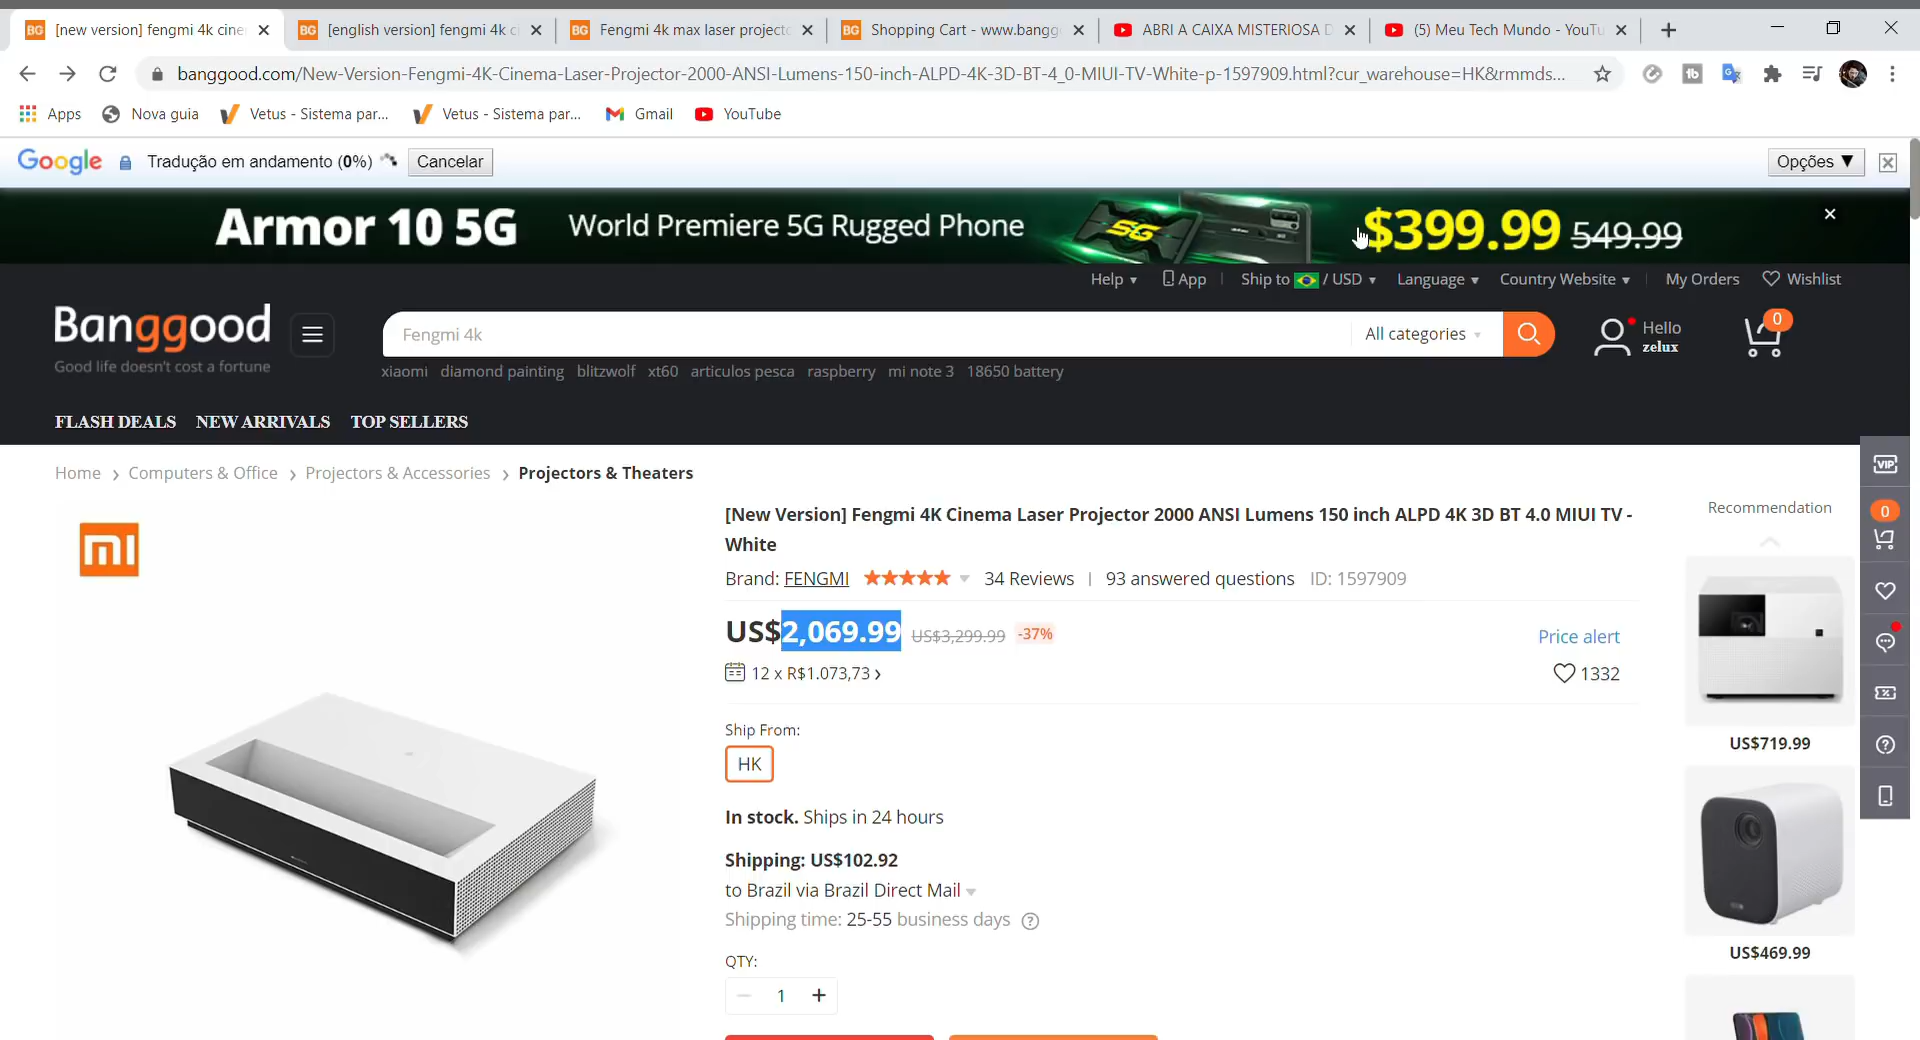 [new version] fengmi 4k cine
[english version] fengmi 4k c
Fengmi 4k max laser projecto
Shopping Cart - www.bangg
ABRI A CAIXA MISTERIOSA D
(5) Meu Tech Mundo - YouTu
banggood.com/New-Version-Fengmi-4K-Cinema-Laser-Projector-2000-ANSI-Lumens-150-inch-ALPD-4K-3D-BT-4_0-MIUI-TV-White-p-1597909.html?cur_warehouse=HK&rmmds...
Apps
Nova guia
Vetus - Sistema par...
Vetus - Sistema par...
Gmail
YouTube
Google Tradução em andamento (0%) Cancelar
Opções ▼
Armor 10 5G World Premiere 5G Rugged Phone 5G $399.99 549.99
Help App Ship to / USD Language Country Website My Orders Wishlist
Banggood
Good life doesn't cost a fortune
Fengmi 4k
All categories
Hello
zelux
0
xiaomi diamond painting blitzwolf xt60 articulos pesca raspberry mi note 3 18650 battery
FLASH DEALS NEW ARRIVALS TOP SELLERS
Home › Computers & Office › Projectors & Accessories › Projectors & Theaters
mi
[New Version] Fengmi 4K Cinema Laser Projector 2000 ANSI Lumens 150 inch ALPD 4K 3D BT 4.0 MIUI TV -
White
Brand: FENGMI 34 Reviews | 93 answered questions ID: 1597909
US$2,069.99 US$3,299.99 -37%
Price alert
12 x R$1.073,73 ›
1332
Ship From:
HK
In stock. Ships in 24 hours
Shipping: US$102.92
to Brazil via Brazil Direct Mail
Shipping time: 25-55 business days ?
QTY:
− 1 +
Recommendation
US$719.99
US$469.99
VIP
0